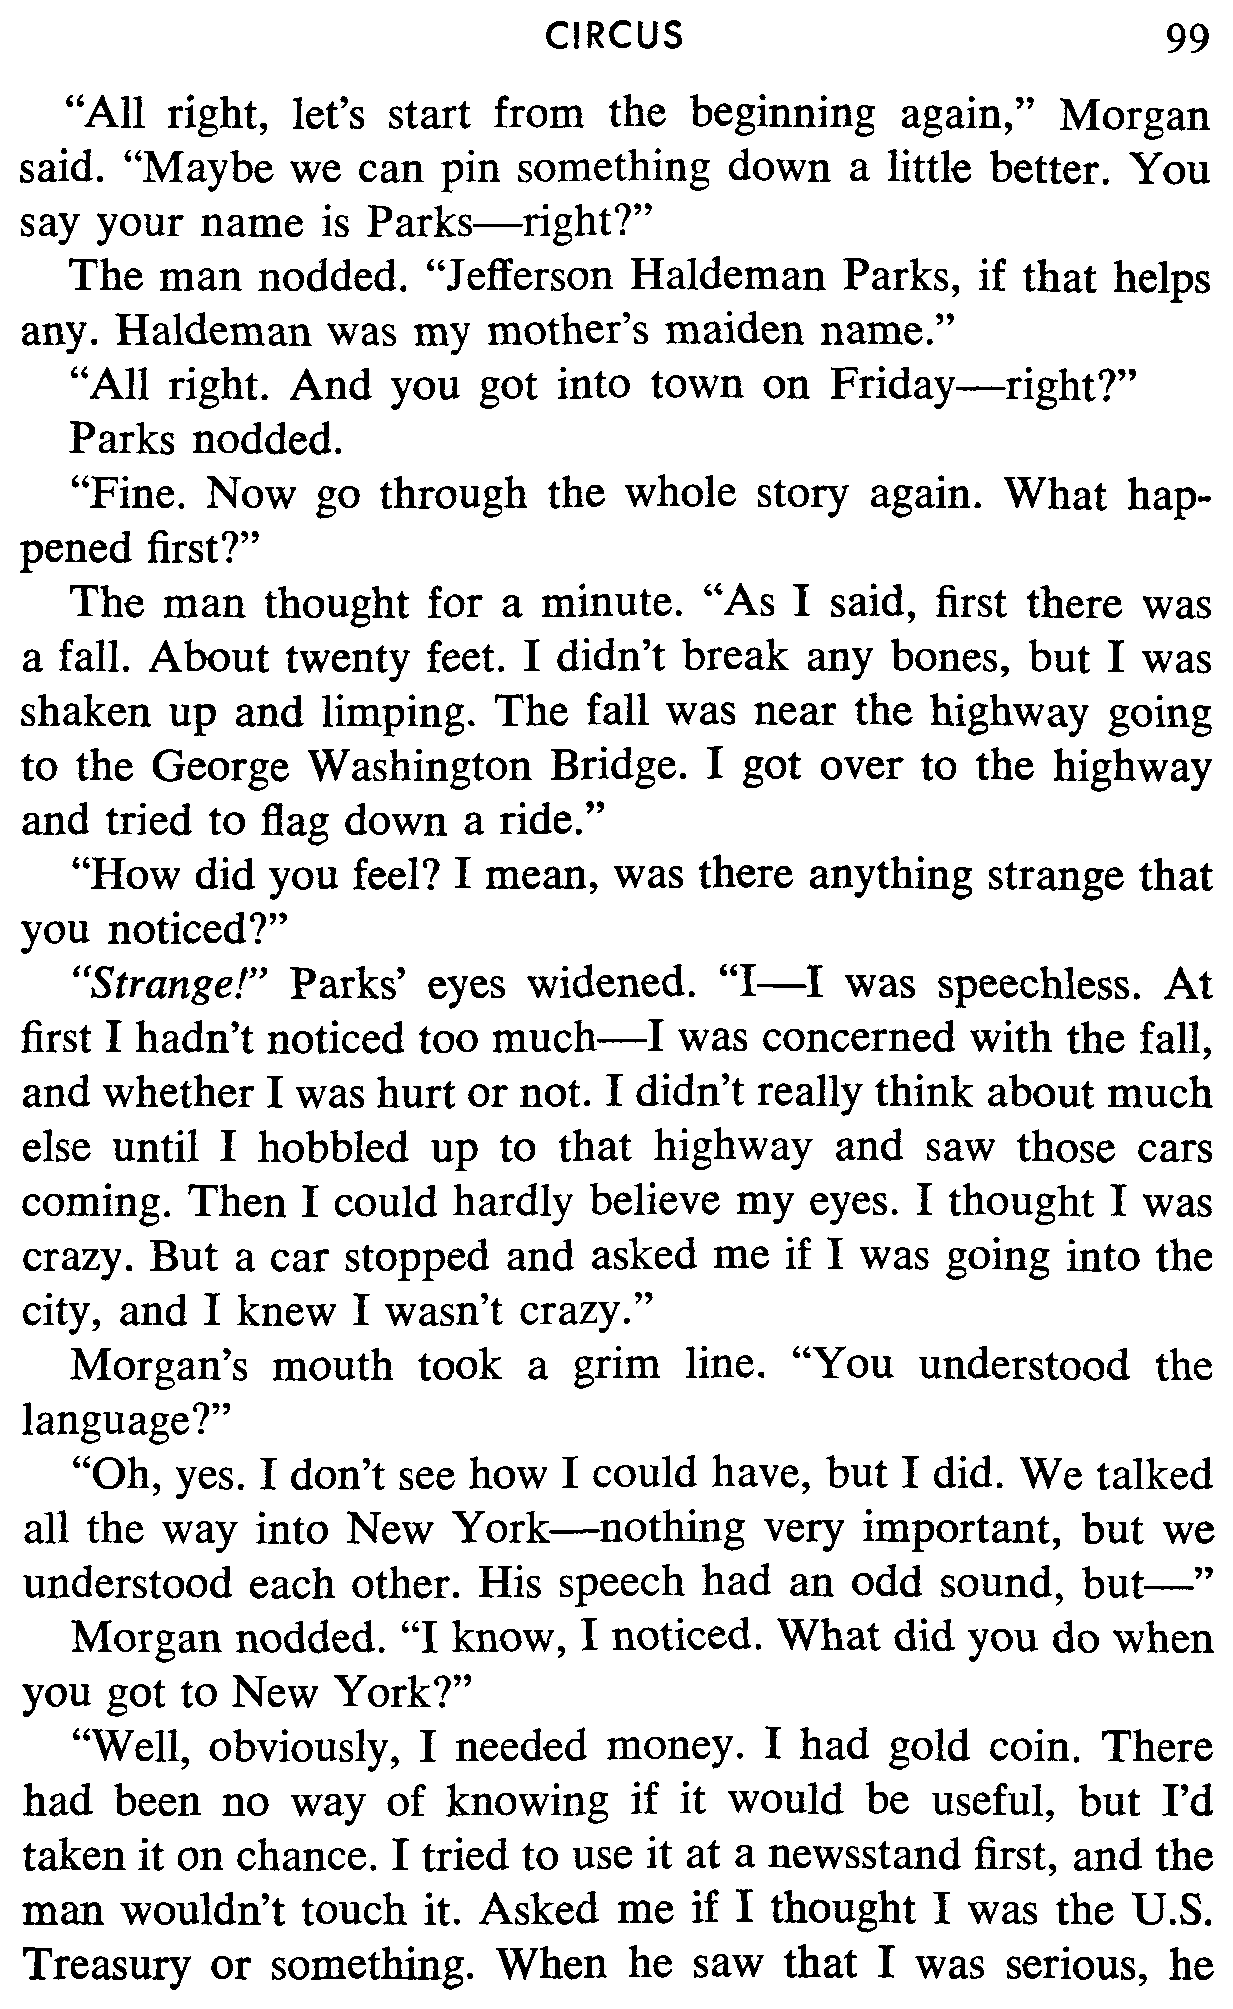 CIRCUS 99
“All right, let’s start from the beginning again,” Morgan
said. “Maybe we can pin something down a little better. You
say your name is Parks—right?”
The man nodded. “Jefferson Haldeman Parks, if that helps
any. Haldeman was my mother’s maiden name.”
“All right. And you got into town on Friday—right?”
Parks nodded.
“Fine. Now go through the whole story again. What hap-
pened first?”
The man thought for a minute. “As I said, first there was
a fall. About twenty feet. I didn’t break any bones, but I was
shaken up and limping. The fall was near the highway going
to the George Washington Bridge. I got over to the highway
and tried to flag down a ride.”
“How did you feel? I mean, was there anything strange that
you noticed?”
“Strange!” Parks’ eyes widened. “I—I was speechless. At
first I hadn’t noticed too much—I was concerned with the fall,
and whether I was hurt or not. I didn’t really think about much
else until I hobbled up to that highway and saw those cars
coming. Then I could hardly believe my eyes. I thought I was
crazy. But a car stopped and asked me if I was going into the
city, and I knew I wasn’t crazy.”
Morgan’s mouth took a grim line. “You understood the
language?”
“Oh, yes. I don’t see how I could have, but I did. We talked
all the way into New York—nothing very important, but we
understood each other. His speech had an odd sound, but—”
Morgan nodded. “I know, I noticed. What did you do when
you got to New York?”
“Well, obviously, I needed money. I had gold coin. There
had been no way of knowing if it would be useful, but I’d
taken it on chance. I tried to use it at a newsstand first, and the
man wouldn’t touch it. Asked me if I thought I was the U.S.
Treasury or something. When he saw that I was serious, he